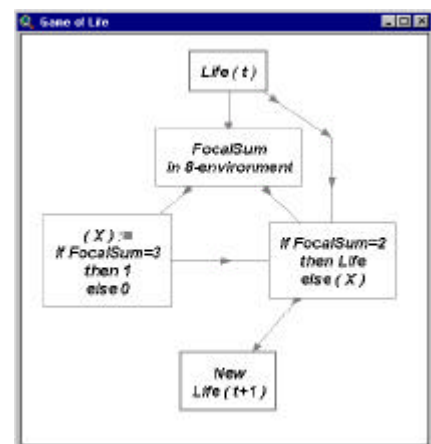 Game of Life
Life ( t )
FocalSum
in 8-environment
( X ) :=
If FocalSum=3
then 1
else 0
If FocalSum=2
then Life
else ( X )
New
Life ( t+1 )